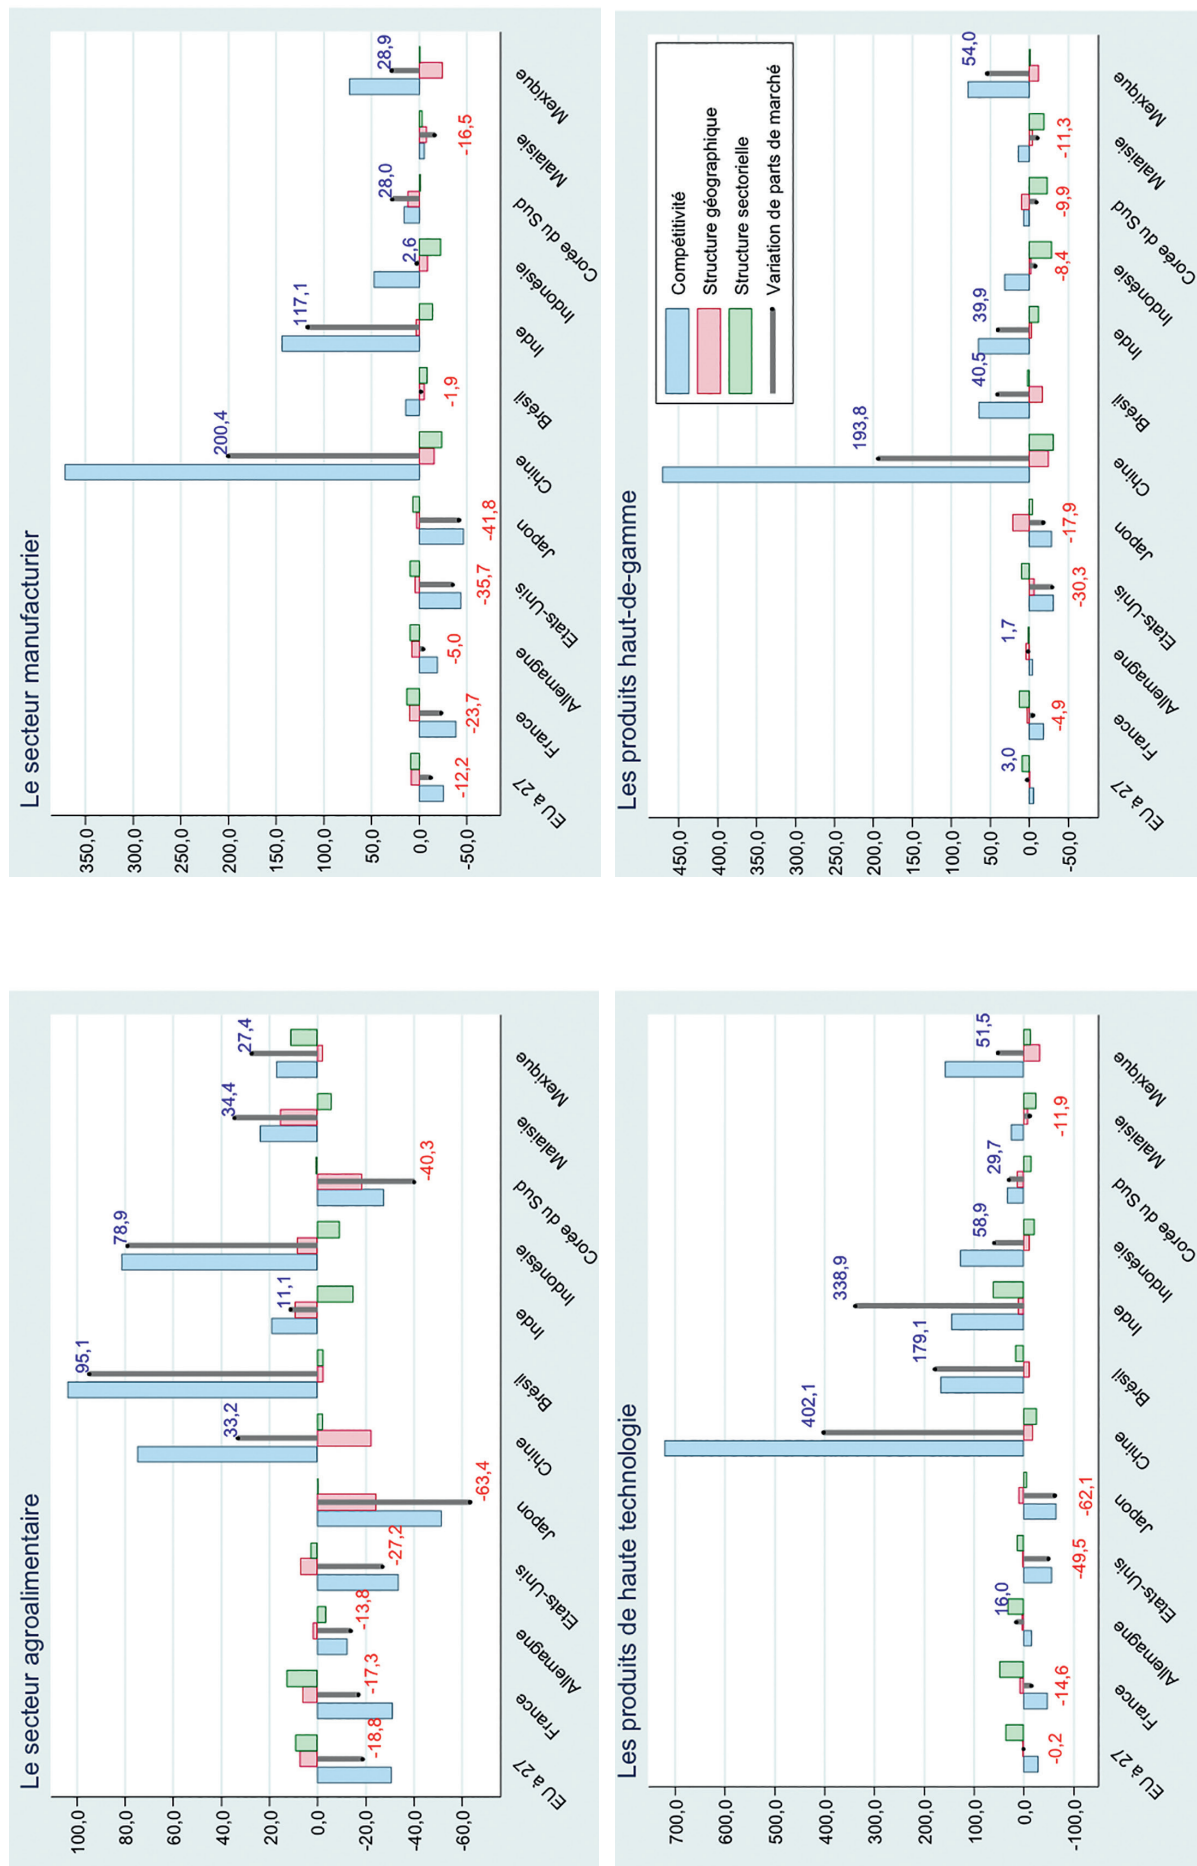 Le secteur agroalimentaire
100,0
80,0
60,0
40,0
20,0
0,0
-20,0
-40,0
-60,0
-18,8
-17,3
-13,8
-27,2
-63,4
33,2
95,1
11,1
78,9
-40,3
34,4
27,4
EU à 27
France
Allemagne
Etats-Unis
Japon
Chine
Brésil
Inde
Indonésie
Corée du Sud
Malaisie
Mexique
Le secteur manufacturier
350,0
300,0
250,0
200,0
150,0
100,0
50,0
0,0
-50,0
-12,2
-23,7
-5,0
-35,7
-41,8
200,4
-1,9
117,1
2,6
28,0
-16,5
28,9
EU à 27
France
Allemagne
Etats-Unis
Japon
Chine
Brésil
Inde
Indonésie
Corée du Sud
Malaisie
Mexique
Les produits de haute technologie
700,0
600,0
500,0
400,0
300,0
200,0
100,0
0,0
-100,0
-0,2
-14,6
16,0
-49,5
-62,1
402,1
179,1
338,9
58,9
29,7
-11,9
51,5
EU à 27
France
Allemagne
Etats-Unis
Japon
Chine
Brésil
Inde
Indonésie
Corée du Sud
Malaisie
Mexique
Les produits haut-de-gamme
450,0
400,0
350,0
300,0
250,0
200,0
150,0
100,0
50,0
0,0
-50,0
Compétitivité
Structure géographique
Structure sectorielle
Variation de parts de marché
3,0
-4,9
1,7
-30,3
-17,9
193,8
40,5
39,9
-8,4
-9,9
-11,3
54,0
EU à 27
France
Allemagne
Etats-Unis
Japon
Chine
Brésil
Inde
Indonésie
Corée du Sud
Malaisie
Mexique